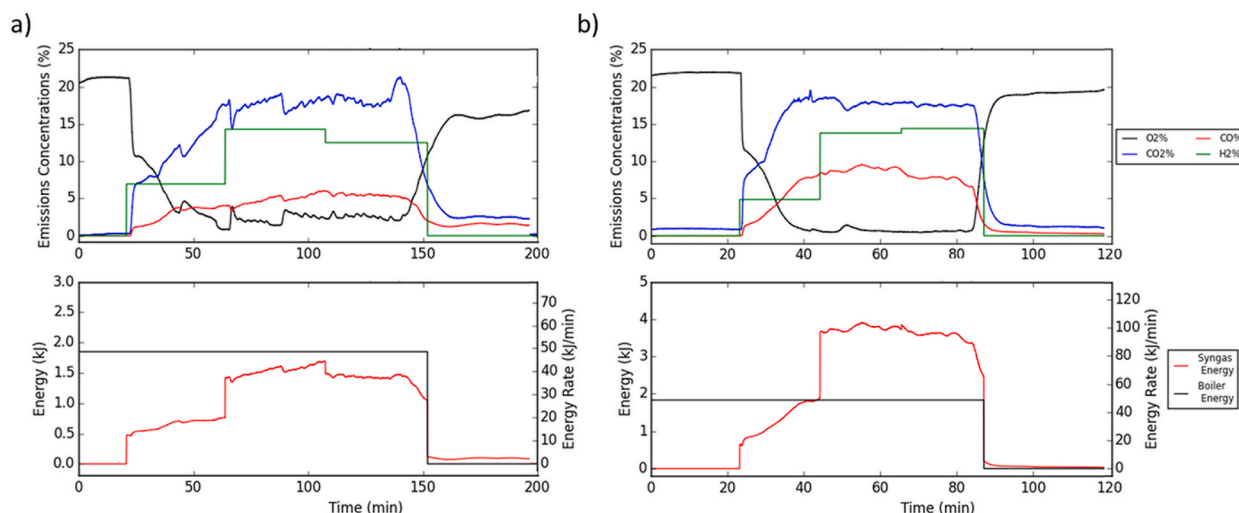 a)
b)
Emissions Concentrations (%)
25
20
15
10
5
0
0 50 100 150 200
Emissions Concentrations (%)
25
20
15
10
5
0
0 20 40 60 80 100 120
O2% CO%
CO2% H2%
Energy (kJ)
3.0
2.5
2.0
1.5
1.0
0.5
0.0
70
60
50
40
30
20
10
0
Energy Rate (kJ/min)
0 50 100 150 200
Time (min)
Energy (kJ)
5
4
3
2
1
0
120
100
80
60
40
20
0
Energy Rate (kJ/min)
0 20 40 60 80 100 120
Time (min)
Syngas
Energy
Boiler
Energy